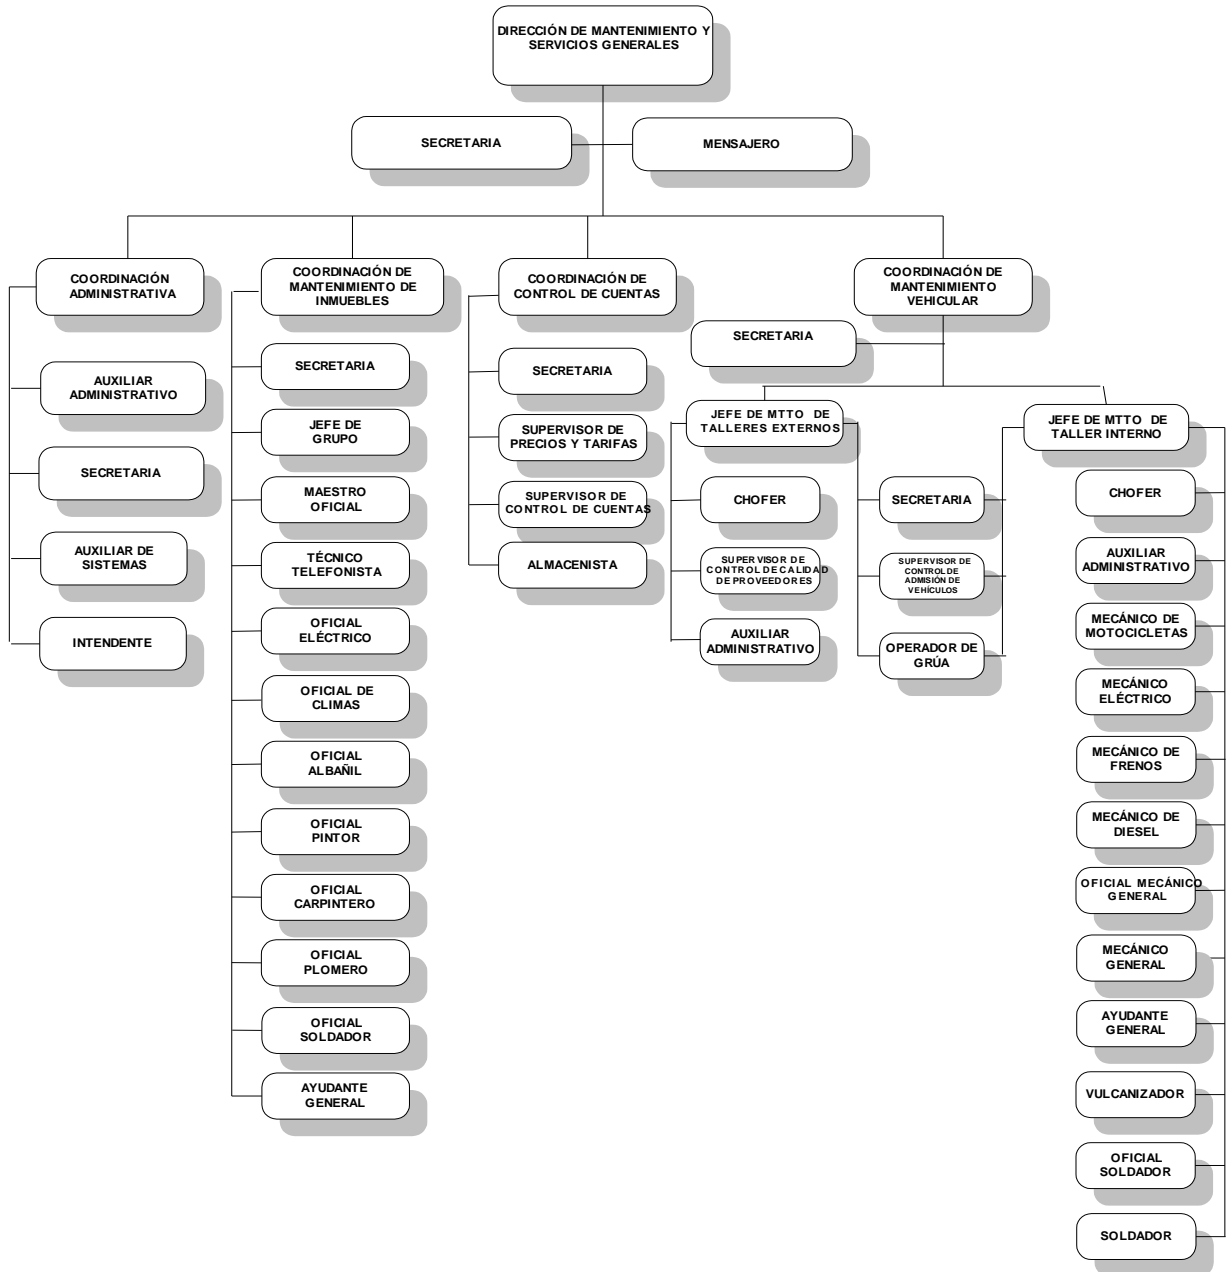 DIRECCIÓN DE MANTENIMIENTO Y
SERVICIOS GENERALES
SECRETARIA
MENSAJERO
COORDINACIÓN
ADMINISTRATIVA
AUXILIAR
ADMINISTRATIVO
SECRETARIA
AUXILIAR DE
SISTEMAS
INTENDENTE
COORDINACIÓN DE
MANTENIMIENTO DE
INMUEBLES
SECRETARIA
JEFE DE
GRUPO
MAESTRO
OFICIAL
TÉCNICO
TELEFONISTA
OFICIAL
ELÉCTRICO
OFICIAL DE
CLIMAS
OFICIAL
ALBAÑIL
OFICIAL
PINTOR
OFICIAL
CARPINTERO
OFICIAL
PLOMERO
OFICIAL
SOLDADOR
AYUDANTE
GENERAL
COORDINACIÓN DE
CONTROL DE CUENTAS
SECRETARIA
SUPERVISOR DE
PRECIOS Y TARIFAS
SUPERVISOR DE
CONTROL DE CUENTAS
ALMACENISTA
COORDINACIÓN DE
MANTENIMIENTO
VEHICULAR
SECRETARIA
JEFE DE MTTO DE
TALLERES EXTERNOS
CHOFER
SUPERVISOR DE
CONTROL DE CALIDAD
DE PROVEEDORES
AUXILIAR
ADMINISTRATIVO
SECRETARIA
SUPERVISOR DE
CONTROL DE
ADMISIÓN DE
VEHÍCULOS
OPERADOR DE
GRÚA
JEFE DE MTTO DE
TALLER INTERNO
CHOFER
AUXILIAR
ADMINISTRATIVO
MECÁNICO DE
MOTOCICLETAS
MECÁNICO
ELÉCTRICO
MECÁNICO DE
FRENOS
MECÁNICO DE
DIESEL
OFICIAL MECÁNICO
GENERAL
MECÁNICO
GENERAL
AYUDANTE
GENERAL
VULCANIZADOR
OFICIAL
SOLDADOR
SOLDADOR